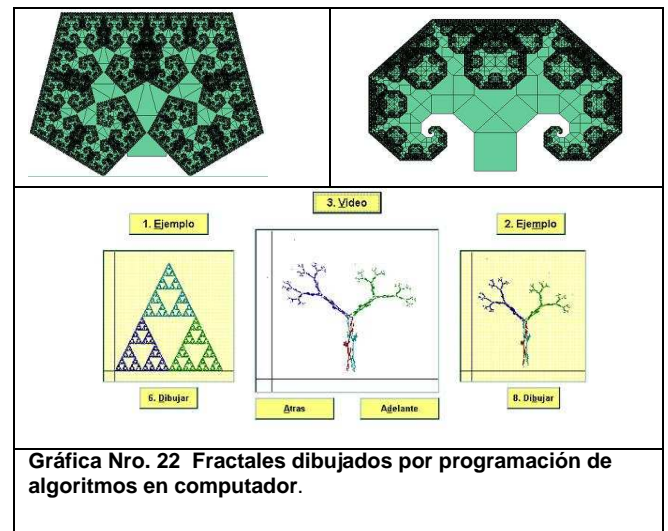 3. Video
1. Ejemplo
2. Ejemplo
6. Dibujar
Atras
Adelante
8. Dibujar
Gráfica Nro. 22 Fractales dibujados por programación de
algoritmos en computador.